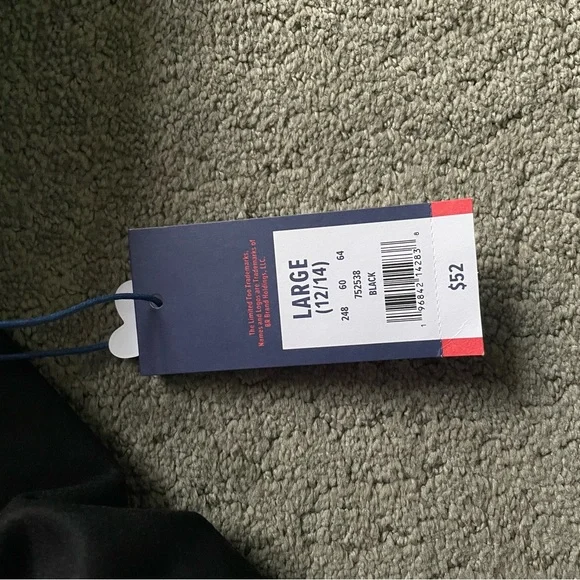 The Limited Too Trademarks,
Names and Logos are Trademarks of
BR Brand Holdings, LLC.
LARGE
(12/14)
248 60 64
752538
BLACK
1 96842 14283 8
$52